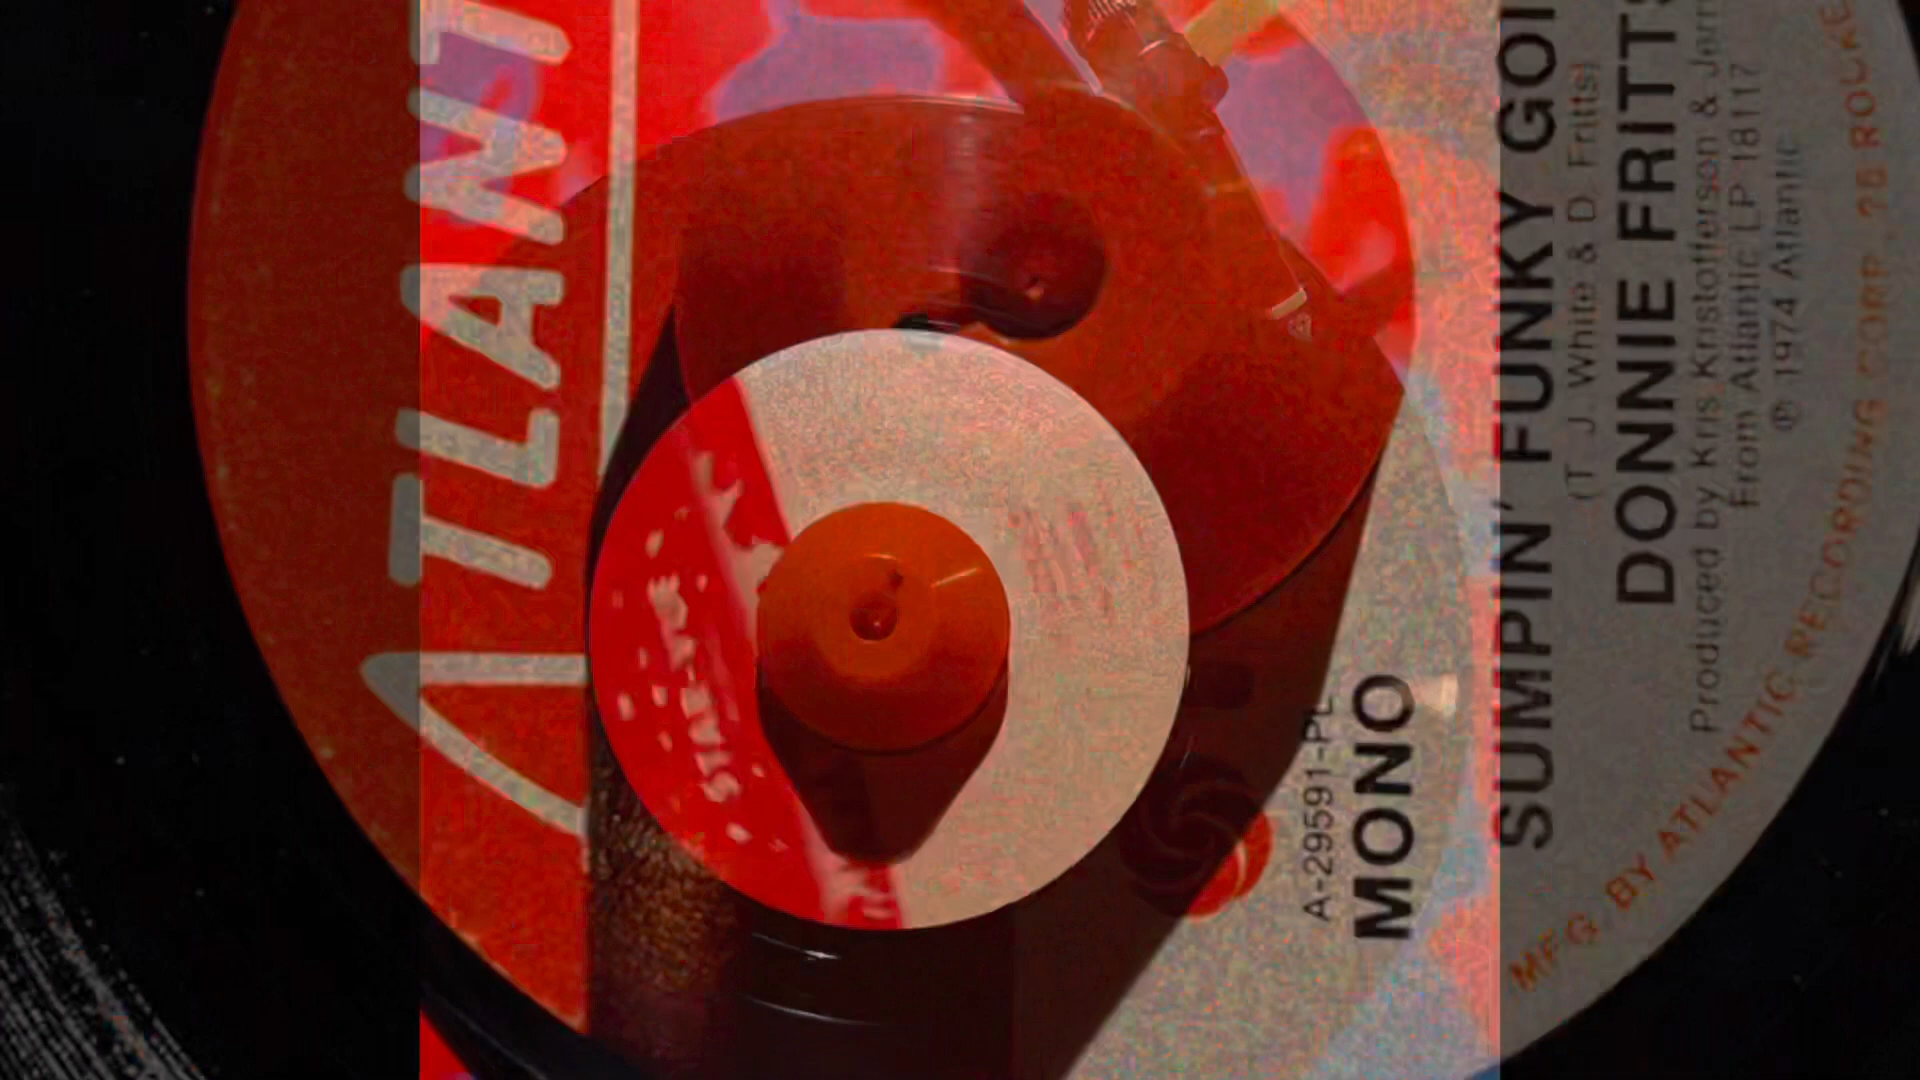 ATLANT
A-29591-PL
MONO
SUMPIN' FUNKY GOI
(T J White & D. Fritts)
DONNIE FRITTS
Produced by Kris Kristofferson & Jerr
From Atlantic LP 18117
℗ 1974 Atlantic
MFG. BY ATLANTIC RECORDING CORP., 75 ROCKE